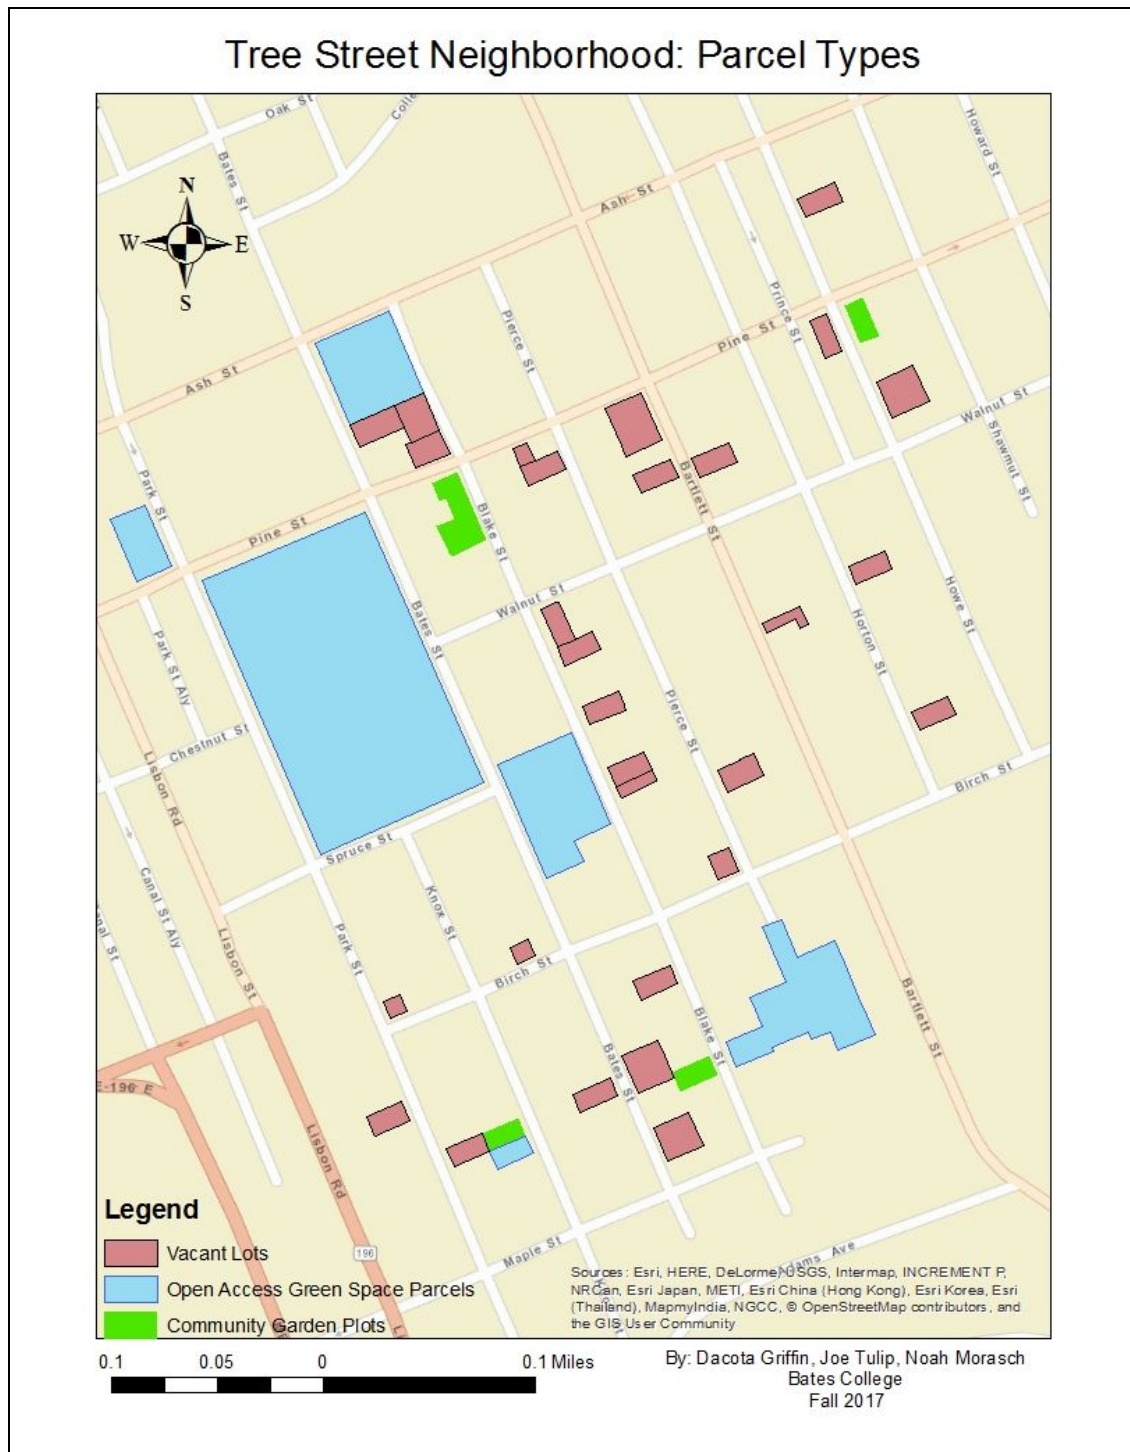 Tree Street Neighborhood: Parcel Types
Oak St
Bates St
Howard St
N
W E
S
Ash St
Pierce St
Prince St
Pine St
Ash St
Walnut St
Shawmut St
Park St
Pine St
Blake St
Bartlett St
Walnut St
Bates St
Howe St
Horton St
Park St Aly
Pierce St
Chestnut St
Lisbon Rd
Birch St
Spruce St
Canal St Aly
Knox St
Park St
Lisbon St
Birch St
Bartlett St
Blake St
Bates St
E-196 E
Lisbon Rd
196
Maple St
Adams Ave
Legend
Vacant Lots
Open Access Green Space Parcels
Community Garden Plots
Sources: Esri, HERE, DeLorme, USGS, Intermap, INCREMENT P,
NRCan, Esri Japan, METI, Esri China (Hong Kong), Esri Korea, Esri
(Thailand), MapmyIndia, NGCC, © OpenStreetMap contributors, and
the GIS User Community
0.1 0.05 0 0.1 Miles
By: Dacota Griffin, Joe Tulip, Noah Morasch
Bates College
Fall 2017